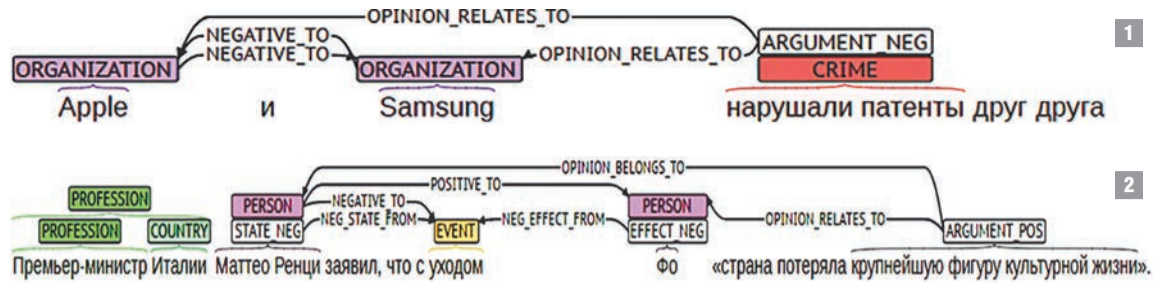 OPINION_RELATES_TO
1
NEGATIVE_TO
NEGATIVE_TO OPINION_RELATES_TO ARGUMENT_NEG
ORGANIZATION ORGANIZATION CRIME
Apple и Samsung нарушали патенты друг друга
OPINION_BELONGS_TO
2
PROFESSION POSITIVE_TO
PERSON NEGATIVE_TO PERSON
PROFESSION COUNTRY STATE_NEG NEG_STATE_FROM EVENT NEG_EFFECT_FROM EFFECT_NEG OPINION_RELATES_TO ARGUMENT_POS
Премьер-министр Италии Маттео Ренци заявил, что с уходом Фо «страна потеряла крупнейшую фигуру культурной жизни».